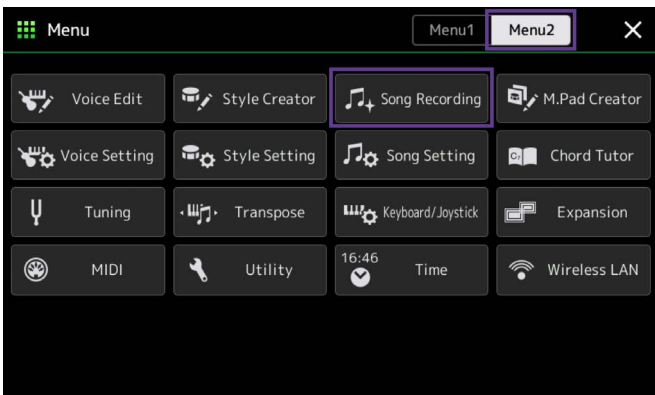 Menu
Menu1
Menu2
Voice Edit
Style Creator
Song Recording
M.Pad Creator
Voice Setting
Style Setting
Song Setting
C7
Chord Tutor
Tuning
Transpose
Keyboard/Joystick
Expansion
MIDI
Utility
16:46
Time
Wireless LAN